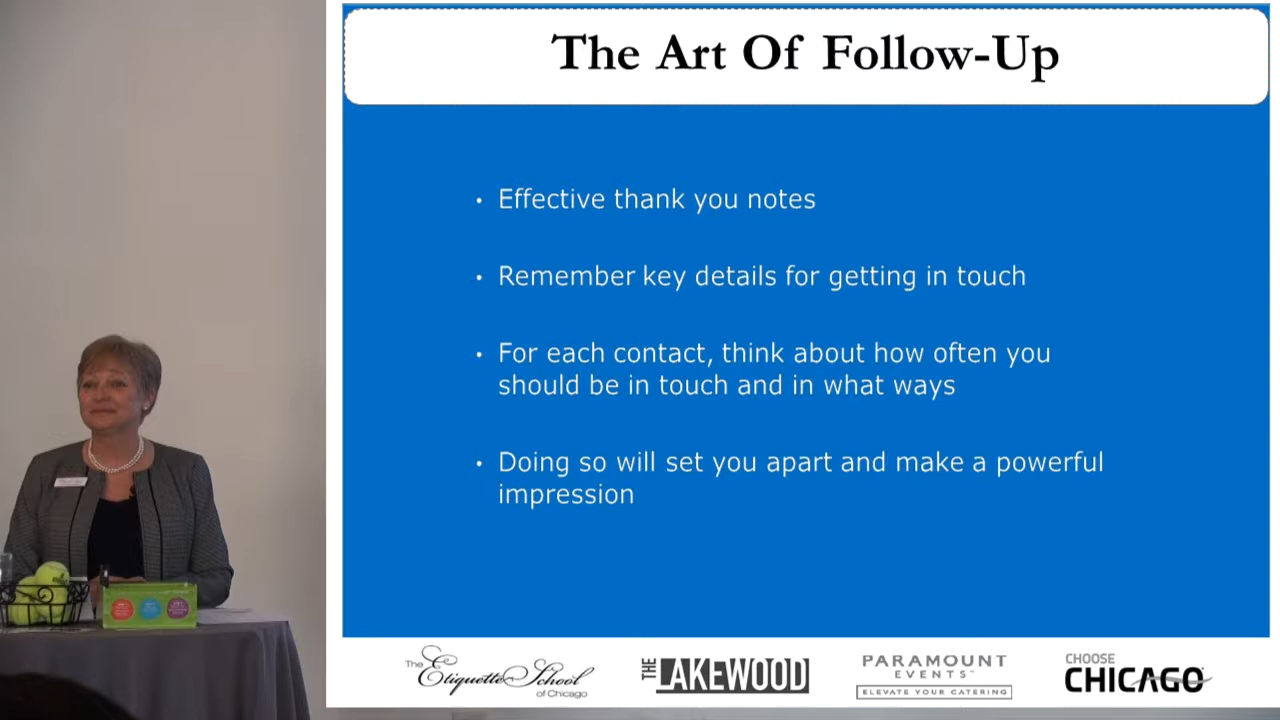 The Art Of Follow-Up
• Effective thank you notes
• Remember key details for getting in touch
• For each contact, think about how often you
should be in touch and in what ways
• Doing so will set you apart and make a powerful
impression
The Etiquette School
of Chicago
THE LAKEWOOD
PARAMOUNT
EVENTS
ELEVATE YOUR CATERING
CHOOSE
CHICAGO